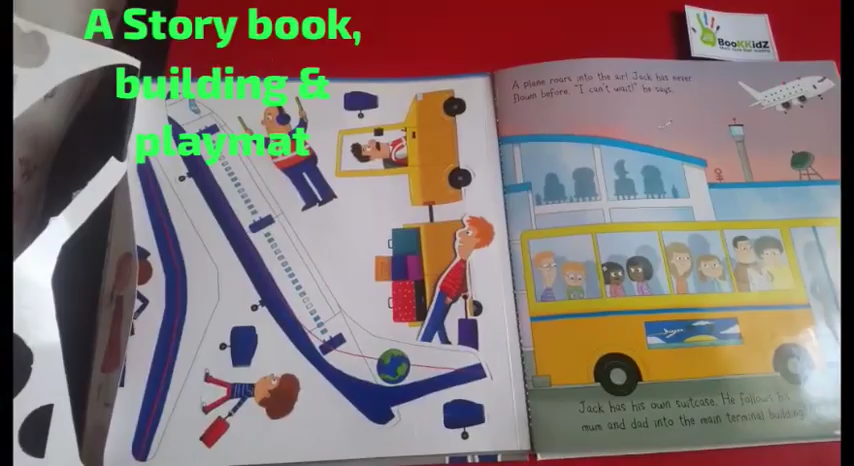 A Story book,
building &
playmat
BooKKidZ
A plane roars into the air! Jack has never
flown before. "I can't wait!" he says.
Jack has his own suitcase. He follows his
mum and dad into the main terminal building.